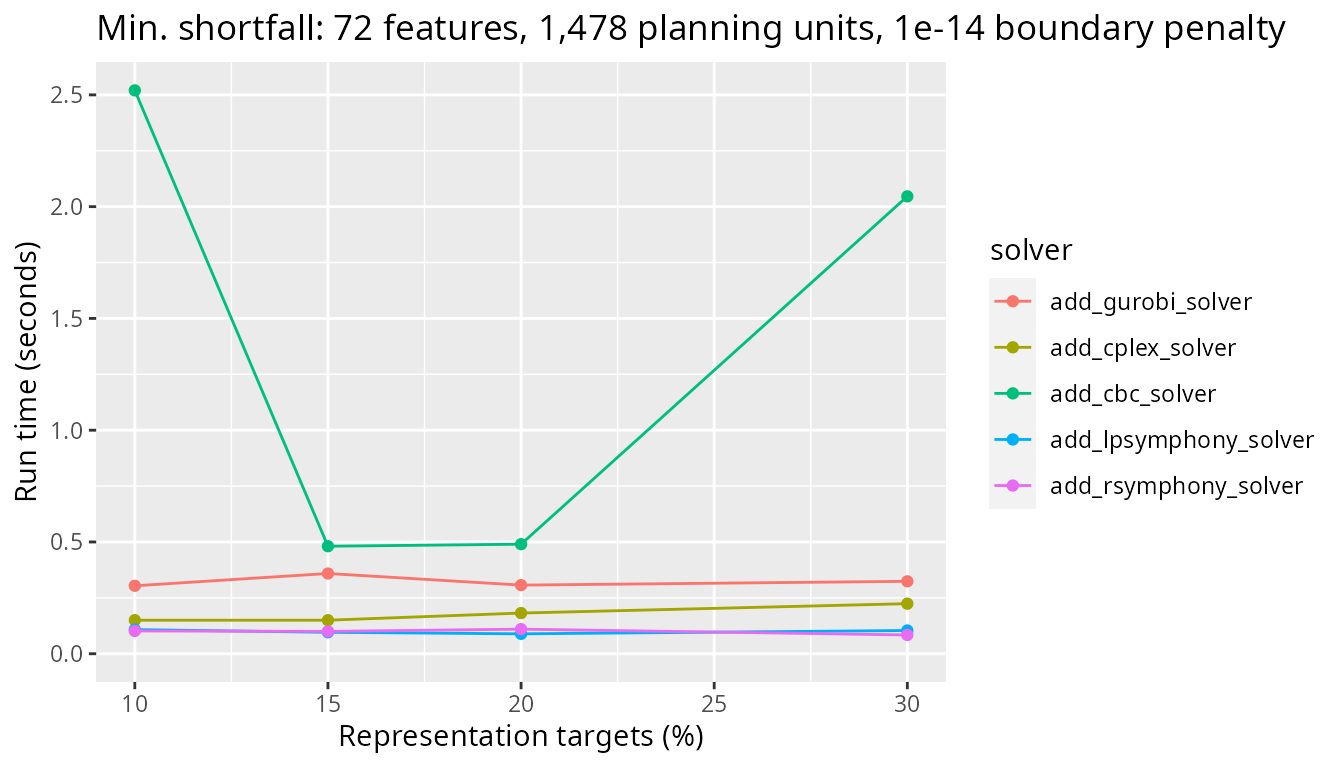 Min. shortfall: 72 features, 1,478 planning units, 1e-14 boundary penalty
Run time (seconds)
2.5
2.0
1.5
1.0
0.5
0.0
10 15 20 25 30
Representation targets (%)
solver
add_gurobi_solver
add_cplex_solver
add_cbc_solver
add_lpsymphony_solver
add_rsymphony_solver